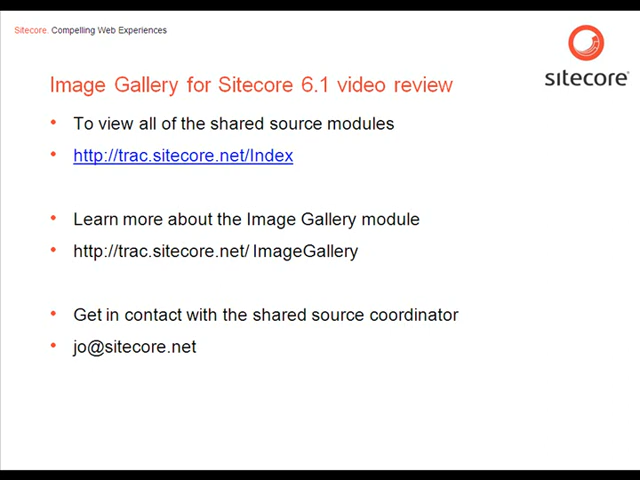 Sitecore. Compelling Web Experiences
sitecore
Image Gallery for Sitecore 6.1 video review
• To view all of the shared source modules
• http://trac.sitecore.net/Index
• Learn more about the Image Gallery module
• http://trac.sitecore.net/ ImageGallery
• Get in contact with the shared source coordinator
• jo@sitecore.net